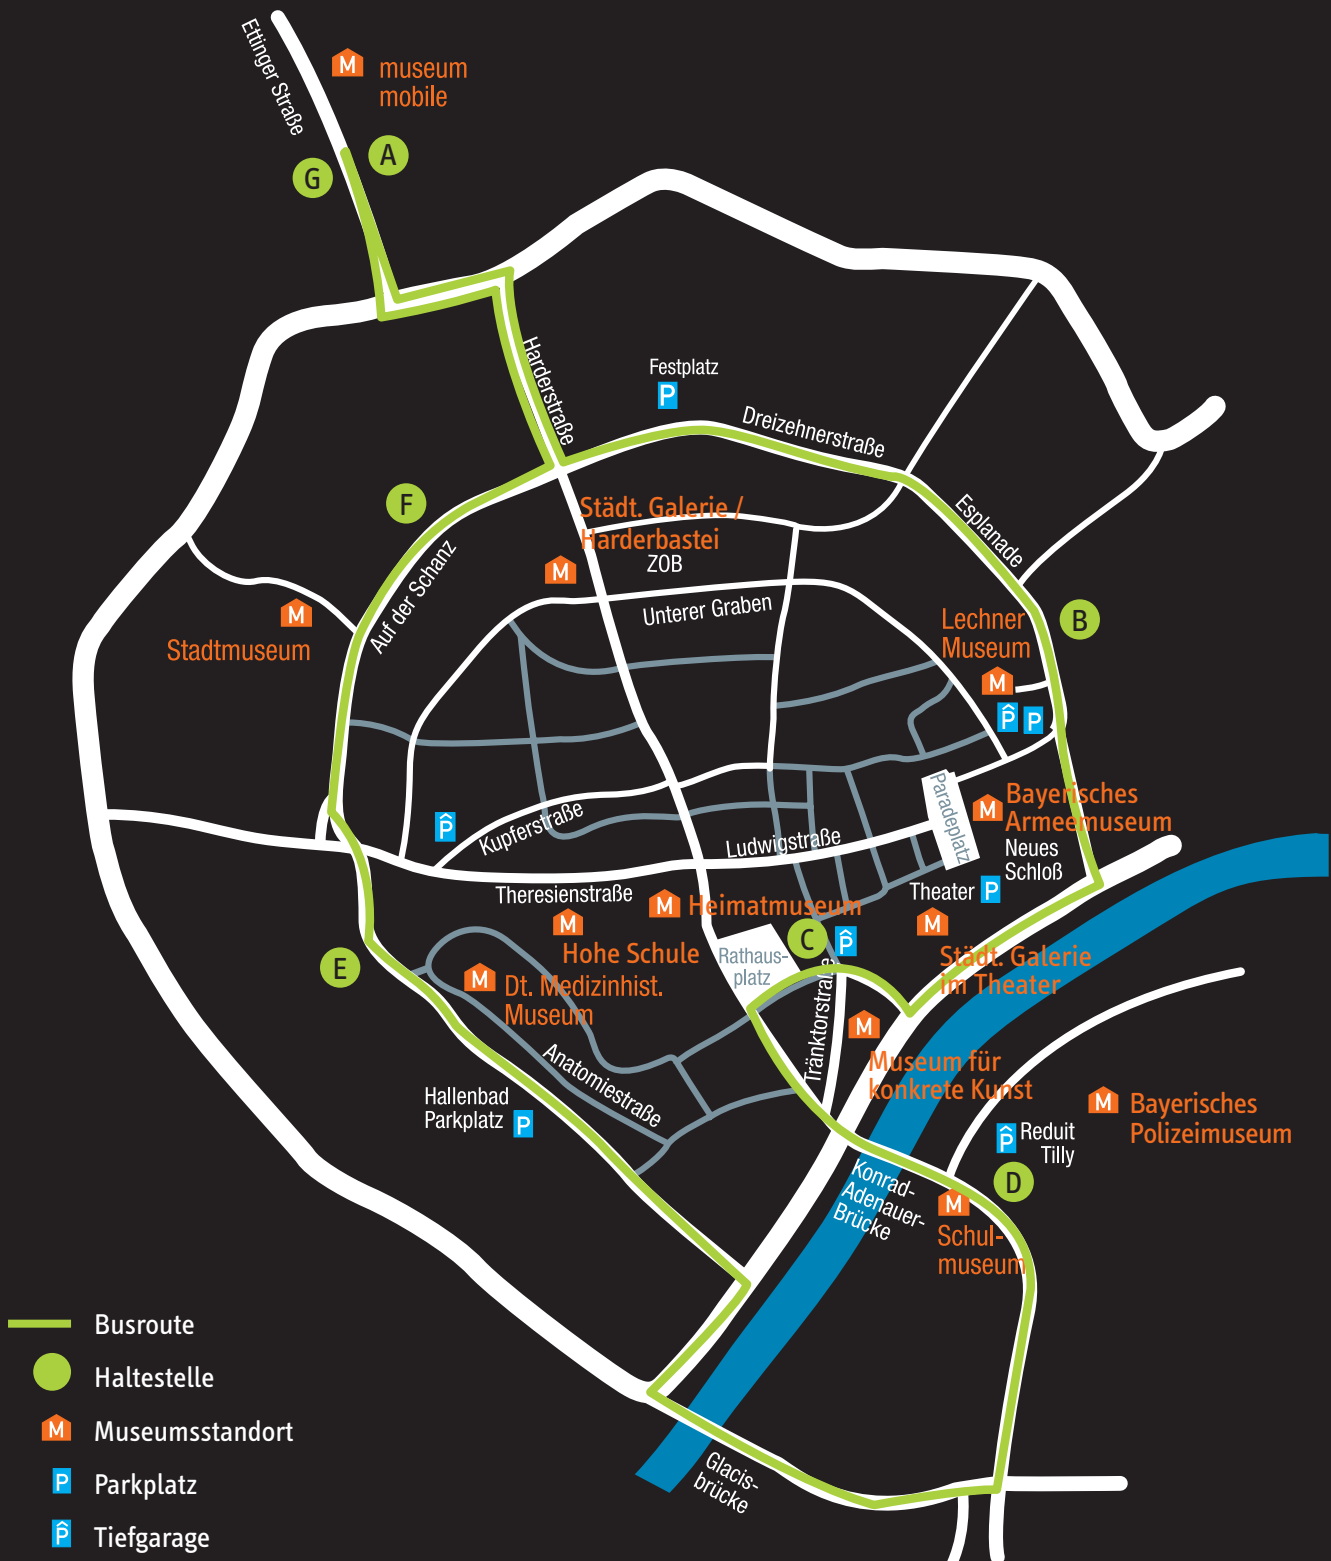 Ettinger Straße
M
museum
mobile
A
G
Harderstraße
Festplatz
P
Dreizehnerstraße
F
Städt. Galerie /
Harderbastei
ZOB
M
Esplanade
Auf der Schanz
Unterer Graben
M
Stadtmuseum
B
Lechner
Museum
M
P
P
Paradeplatz
M
Bayerisches
Armeemuseum
Neues
Schloß
P
Kupferstraße
Ludwigstraße
Theresienstraße
Theater
P
M
Heimatmuseum
M
Hohe Schule
C
P
M
Städt. Galerie
im Theater
Rathaus-
platz
E
M
Dt. Medizinhist.
Museum
Tränktorstraße
M
Museum für
konkrete Kunst
Anatomiestraße
Hallenbad
Parkplatz
P
M
Bayerisches
Polizeimuseum
P
Reduit
Tilly
D
Konrad-
Adenauer-
Brücke
M
Schul-
museum
Glacis-
brücke
Busroute
Haltestelle
M
Museumsstandort
P
Parkplatz
P
Tiefgarage